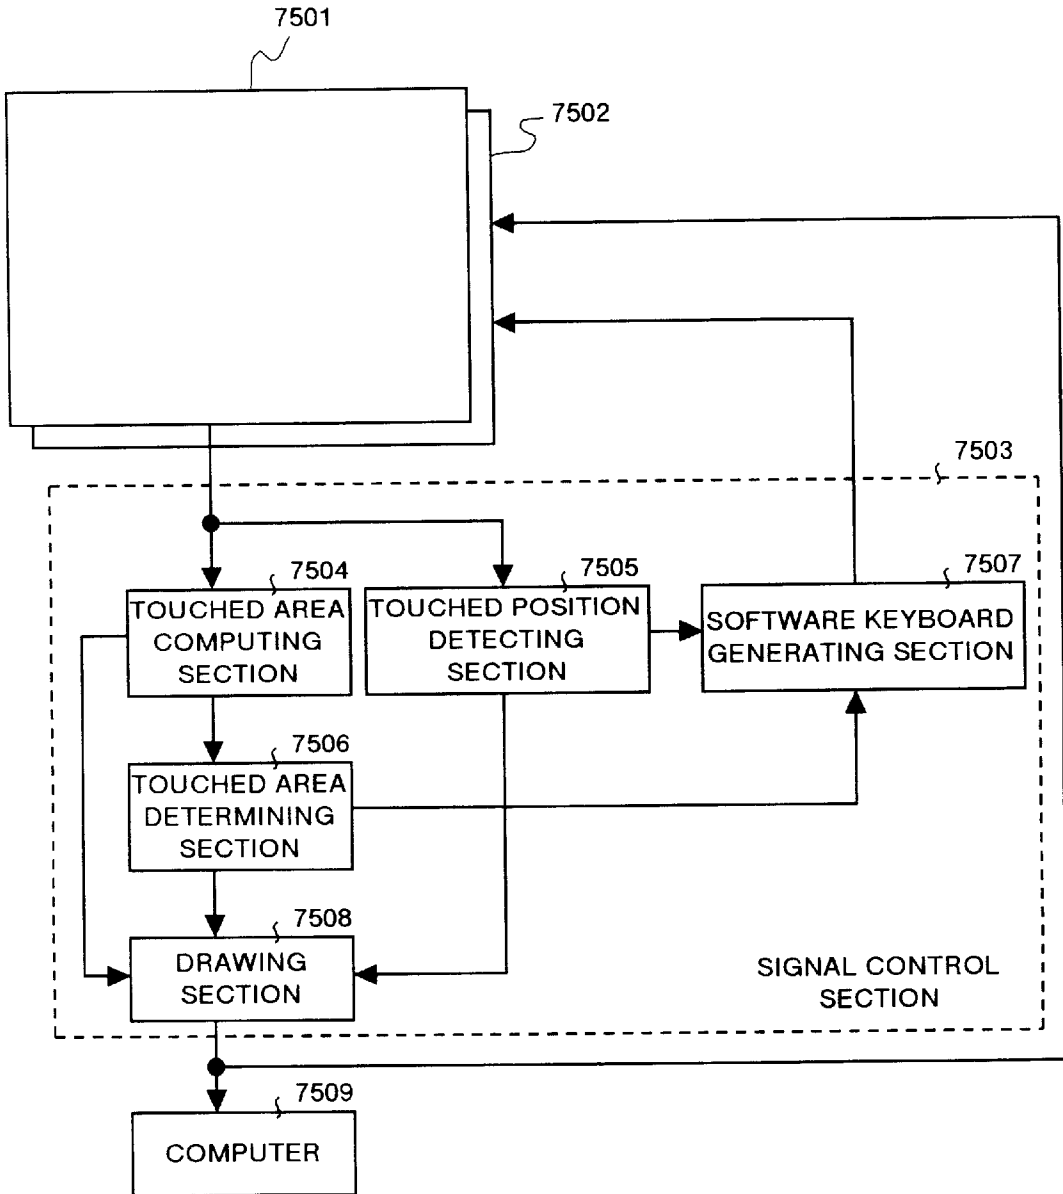 7501
7502
7503
7504
TOUCHED AREA
COMPUTING
SECTION
7505
TOUCHED POSITION
DETECTING
SECTION
7507
SOFTWARE KEYBOARD
GENERATING SECTION
7506
TOUCHED AREA
DETERMINING
SECTION
7508
DRAWING
SECTION
SIGNAL CONTROL
SECTION
7509
COMPUTER